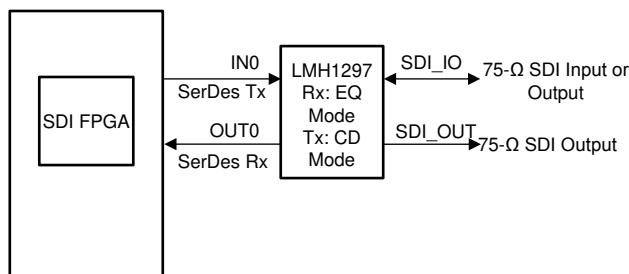 IN0
SerDes Tx
SDI FPGA
OUT0
SerDes Rx
LMH1297
Rx: EQ
Mode
Tx: CD
Mode
SDI_IO
75-Ω SDI Input or
Output
SDI_OUT
75-Ω SDI Output